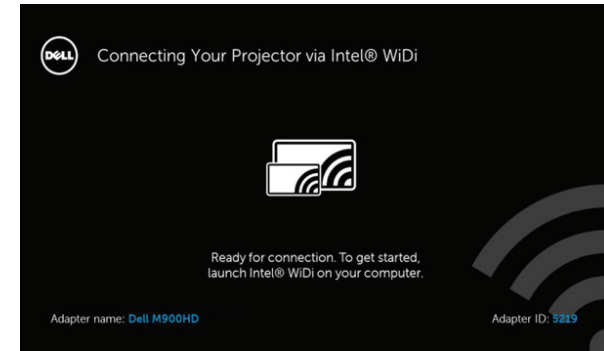 DELL
Connecting Your Projector via Intel® WiDi
Ready for connection. To get started,
launch Intel® WiDi on your computer.
Adapter name: Dell M900HD
Adapter ID: 5219